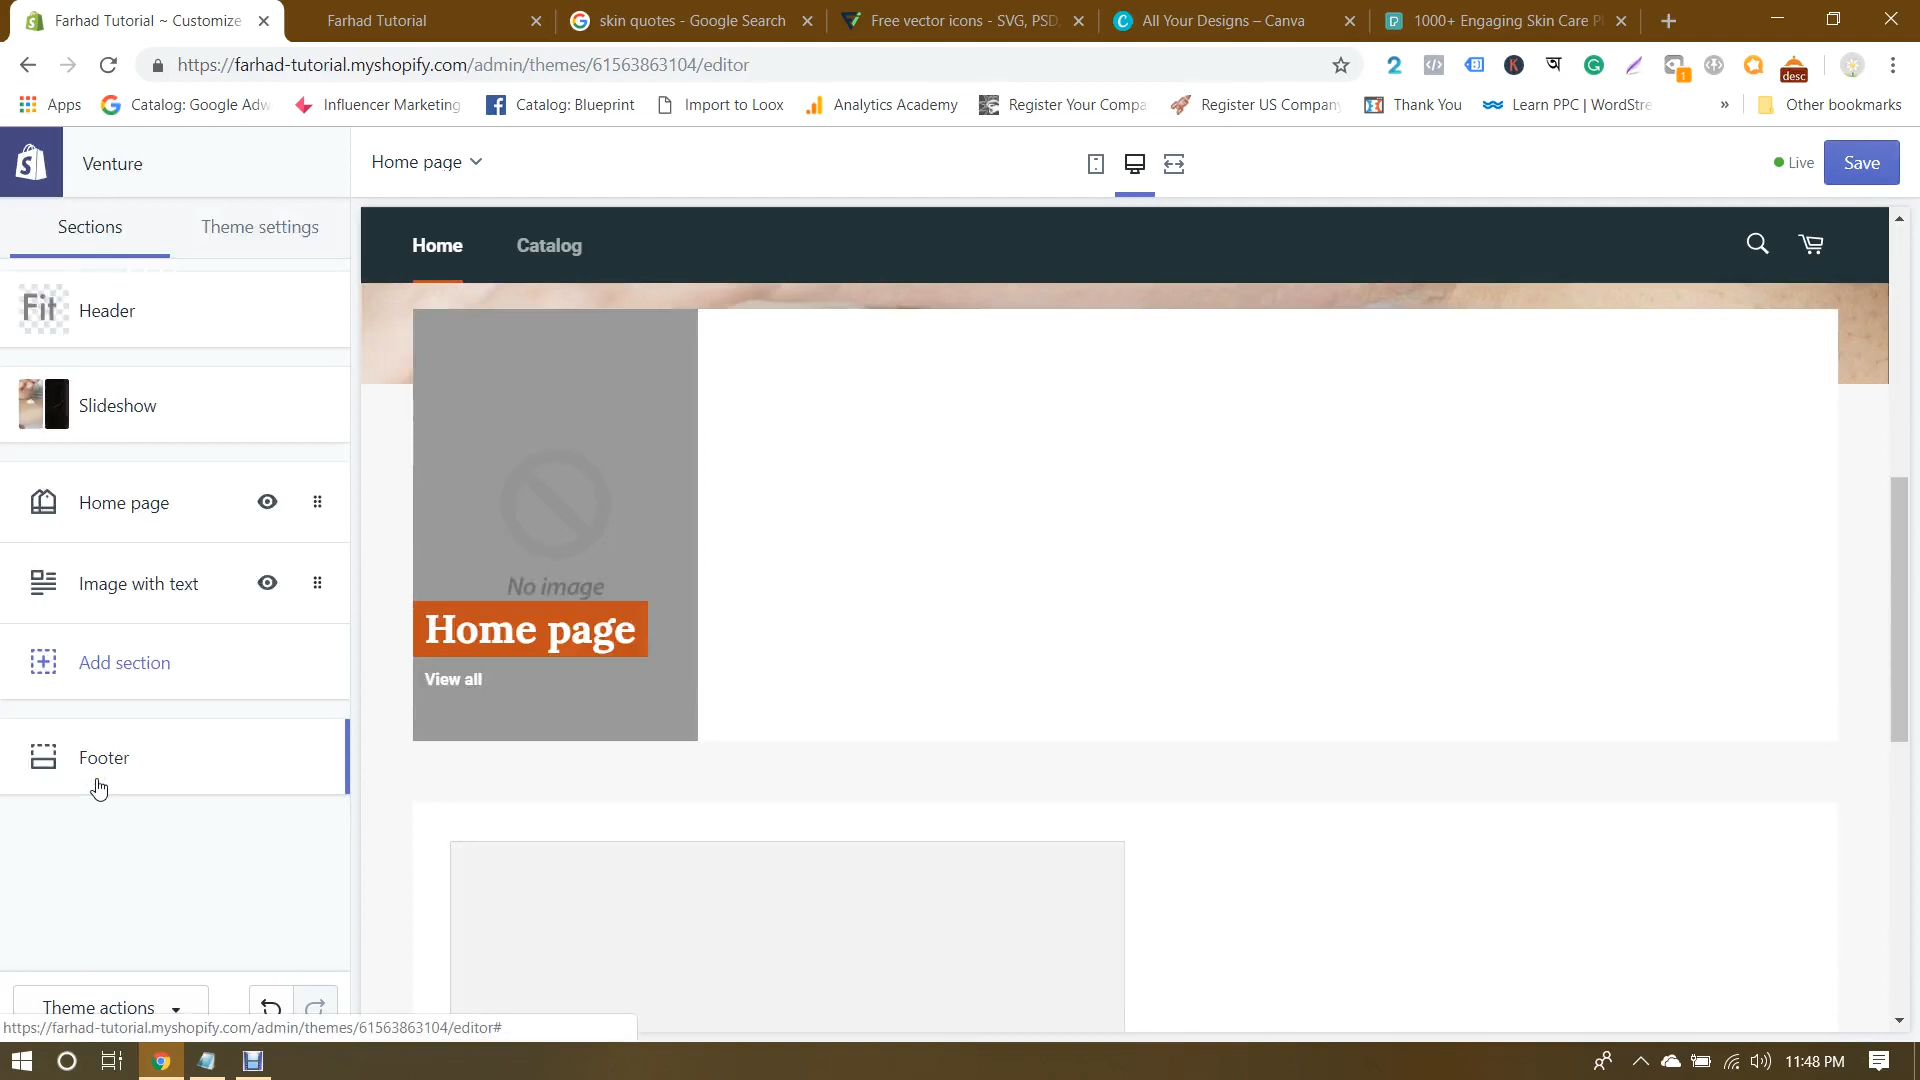 Farhad Tutorial ~ Customize
Farhad Tutorial
skin quotes - Google Search
Free vector icons - SVG, PSD,
All Your Designs – Canva
1000+ Engaging Skin Care P
https://farhad-tutorial.myshopify.com/admin/themes/61563863104/editor
1
desc
Apps
Catalog: Google Adw
Influencer Marketing
Catalog: Blueprint
Import to Loox
Analytics Academy
Register Your Compa
Register US Company
Thank You
Learn PPC | WordStre
»
Other bookmarks
Venture
Home page
Live
Save
Sections
Theme settings
Fit
Header
Slideshow
Home page
Image with text
Add section
Footer
Theme actions
Home
Catalog
No image
Home page
View all
https://farhad-tutorial.myshopify.com/admin/themes/61563863104/editor#
11:48 PM